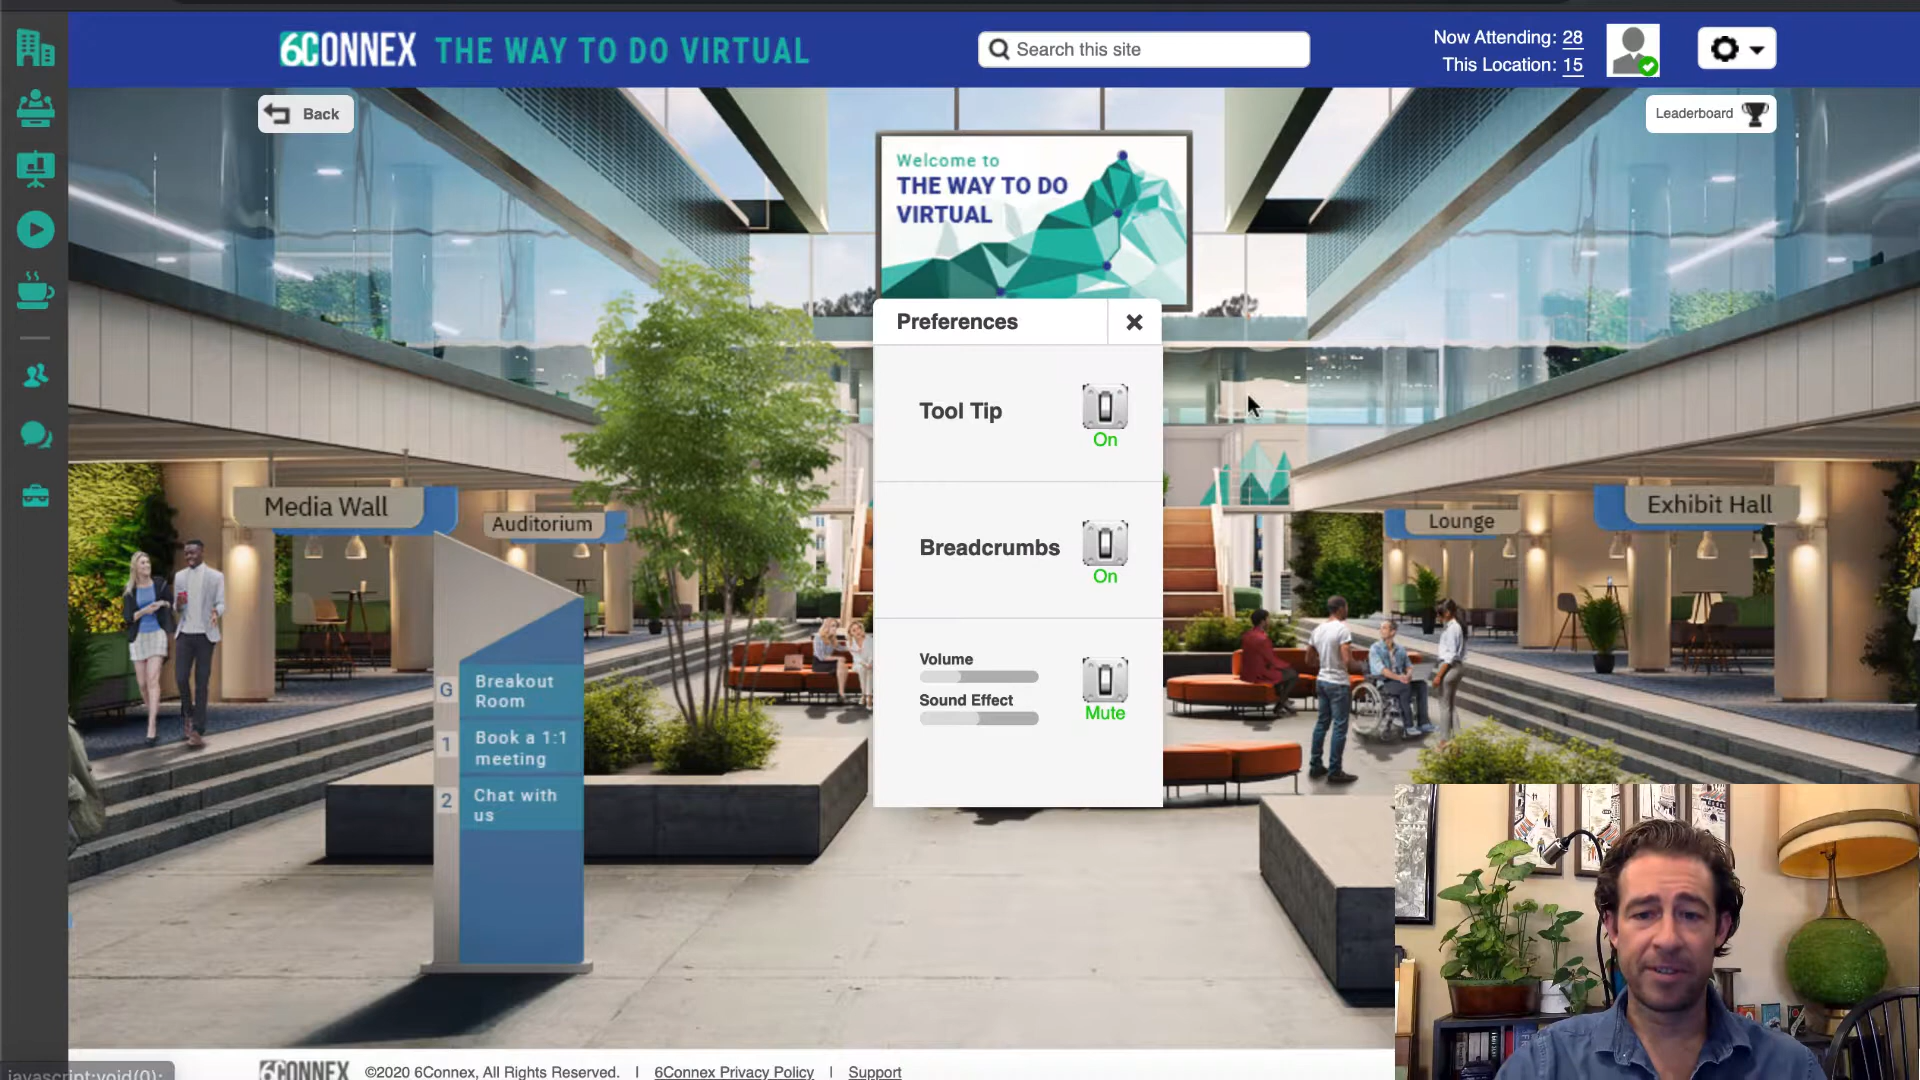 6CONNEX THE WAY TO DO VIRTUAL
Search this site
Now Attending: 28
This Location: 15
Back
Leaderboard
Welcome to
THE WAY TO DO
VIRTUAL
Preferences
Tool Tip
On
Breadcrumbs
On
Volume
Sound Effect
Mute
Media Wall
Auditorium
Lounge
Exhibit Hall
G Breakout
Room
1 Book a 1:1
meeting
2 Chat with
us
6CONNEX ©2020 6Connex, All Rights Reserved. | 6Connex Privacy Policy | Support
javascript:void(0);